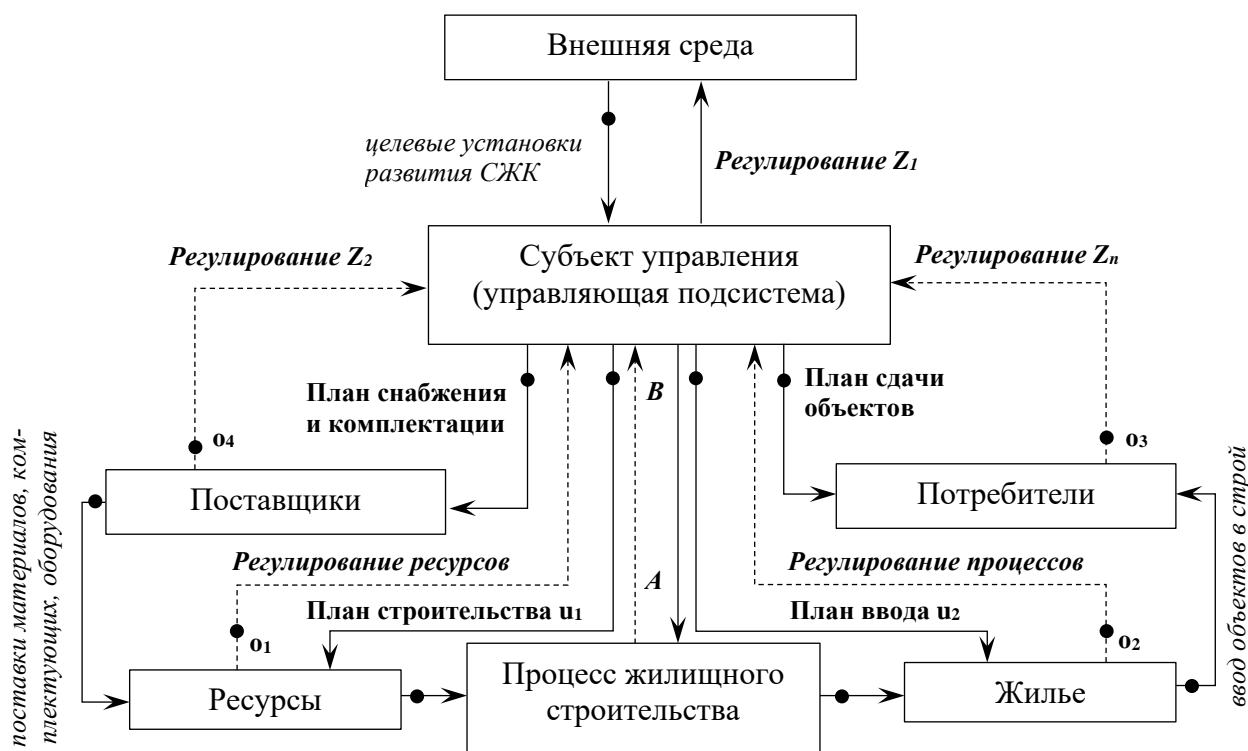 Внешняя среда
целевые установки
развития СЖК
Регулирование Z1
Регулирование Z2
Субъект управления
(управляющая подсистема)
Регулирование Zn
План снабжения
и комплектации
B
План сдачи
объектов
o4
o3
Поставщики
Потребители
поставки материалов, ком-
плектующих, оборудования
ввод объектов в строй
Регулирование ресурсов
A
Регулирование процессов
План строительства u1
План ввода u2
o1
o2
Ресурсы
Процесс жилищного
строительства
Жилье